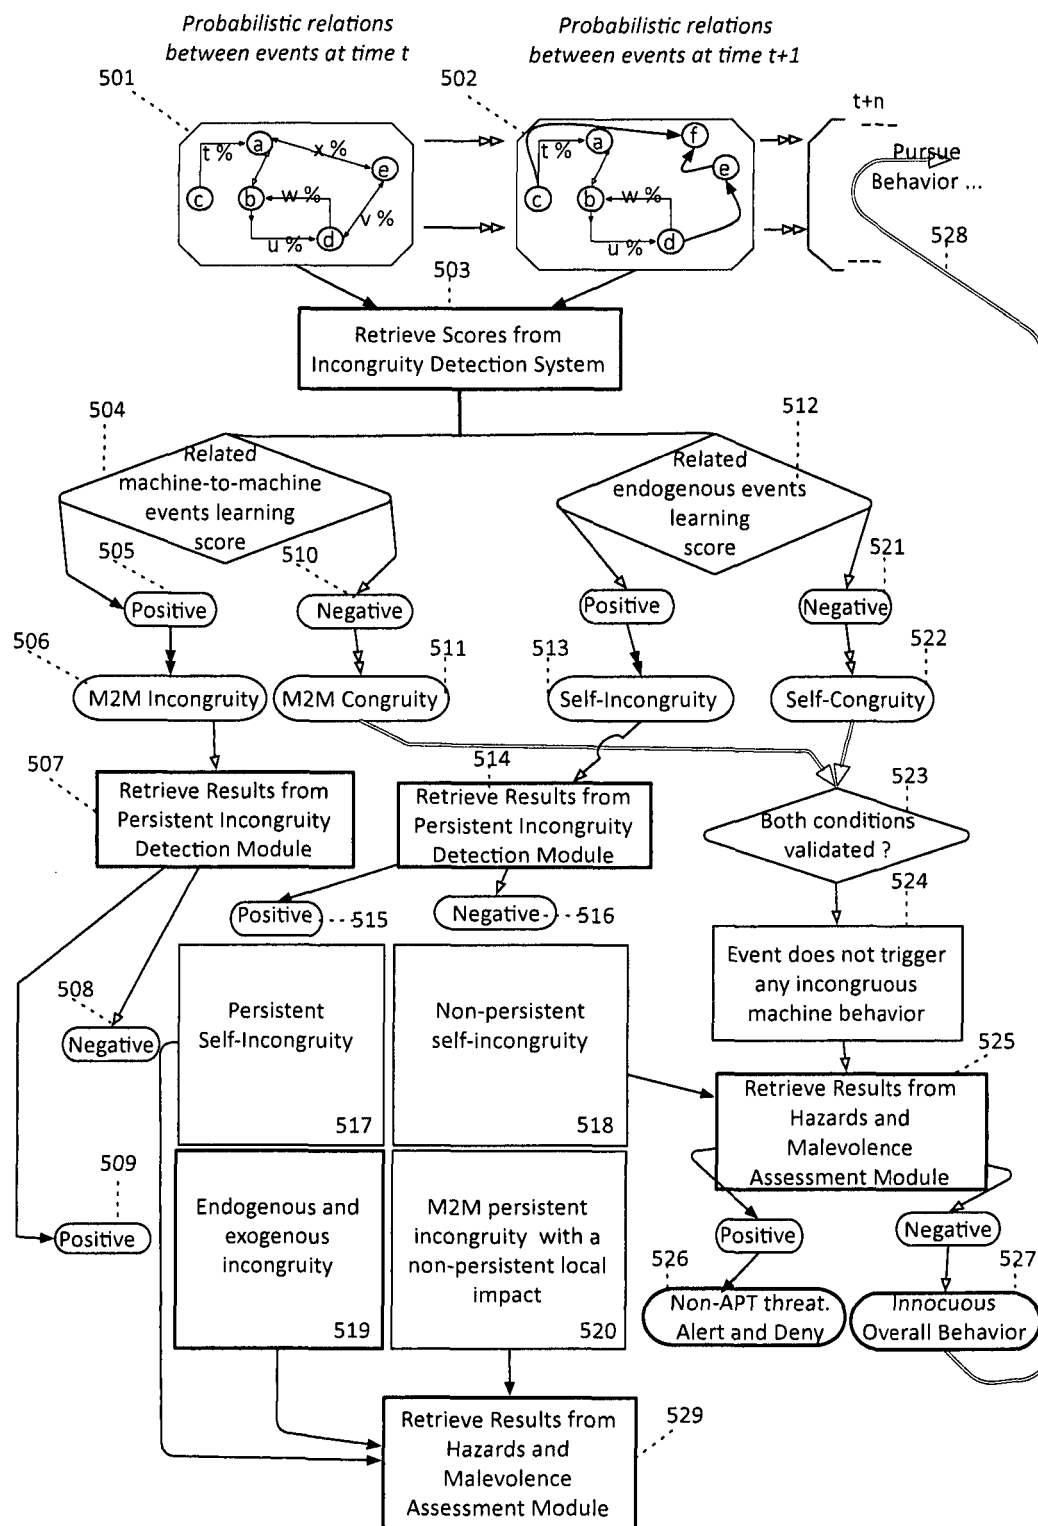 Probabilistic relations
between events at time t
Probabilistic relations
between events at time t+1
501
502
t+n
a
t %
x %
e
c
b
w %
v %
d
u %
f
a
t %
e
c
b
w %
d
u %
Pursue
Behavior ...
528
503
Retrieve Scores from
Incongruity Detection System
504
512
Related
machine-to-machine
events learning
score
Related
endogenous events
learning
score
505
510
521
Positive
Negative
Positive
Negative
506
511
513
522
M2M Incongruity
M2M Congruity
Self-Incongruity
Self-Congruity
507
514
523
Retrieve Results from
Persistent Incongruity
Detection Module
Retrieve Results from
Persistent Incongruity
Detection Module
Both conditions
validated ?
524
Positive
515
Negative
516
Event does not trigger
any incongruous
machine behavior
508
Negative
Persistent
Self-Incongruity
517
Non-persistent
self-incongruity
518
525
Retrieve Results from
Hazards and
Malevolence
Assessment Module
509
Positive
Endogenous and
exogenous
incongruity
519
M2M persistent
incongruity with a
non-persistent local
impact
520
Positive
Negative
526
527
Non-APT threat.
Alert and Deny
Innocuous
Overall Behavior
Retrieve Results from
Hazards and
Malevolence
Assessment Module
529